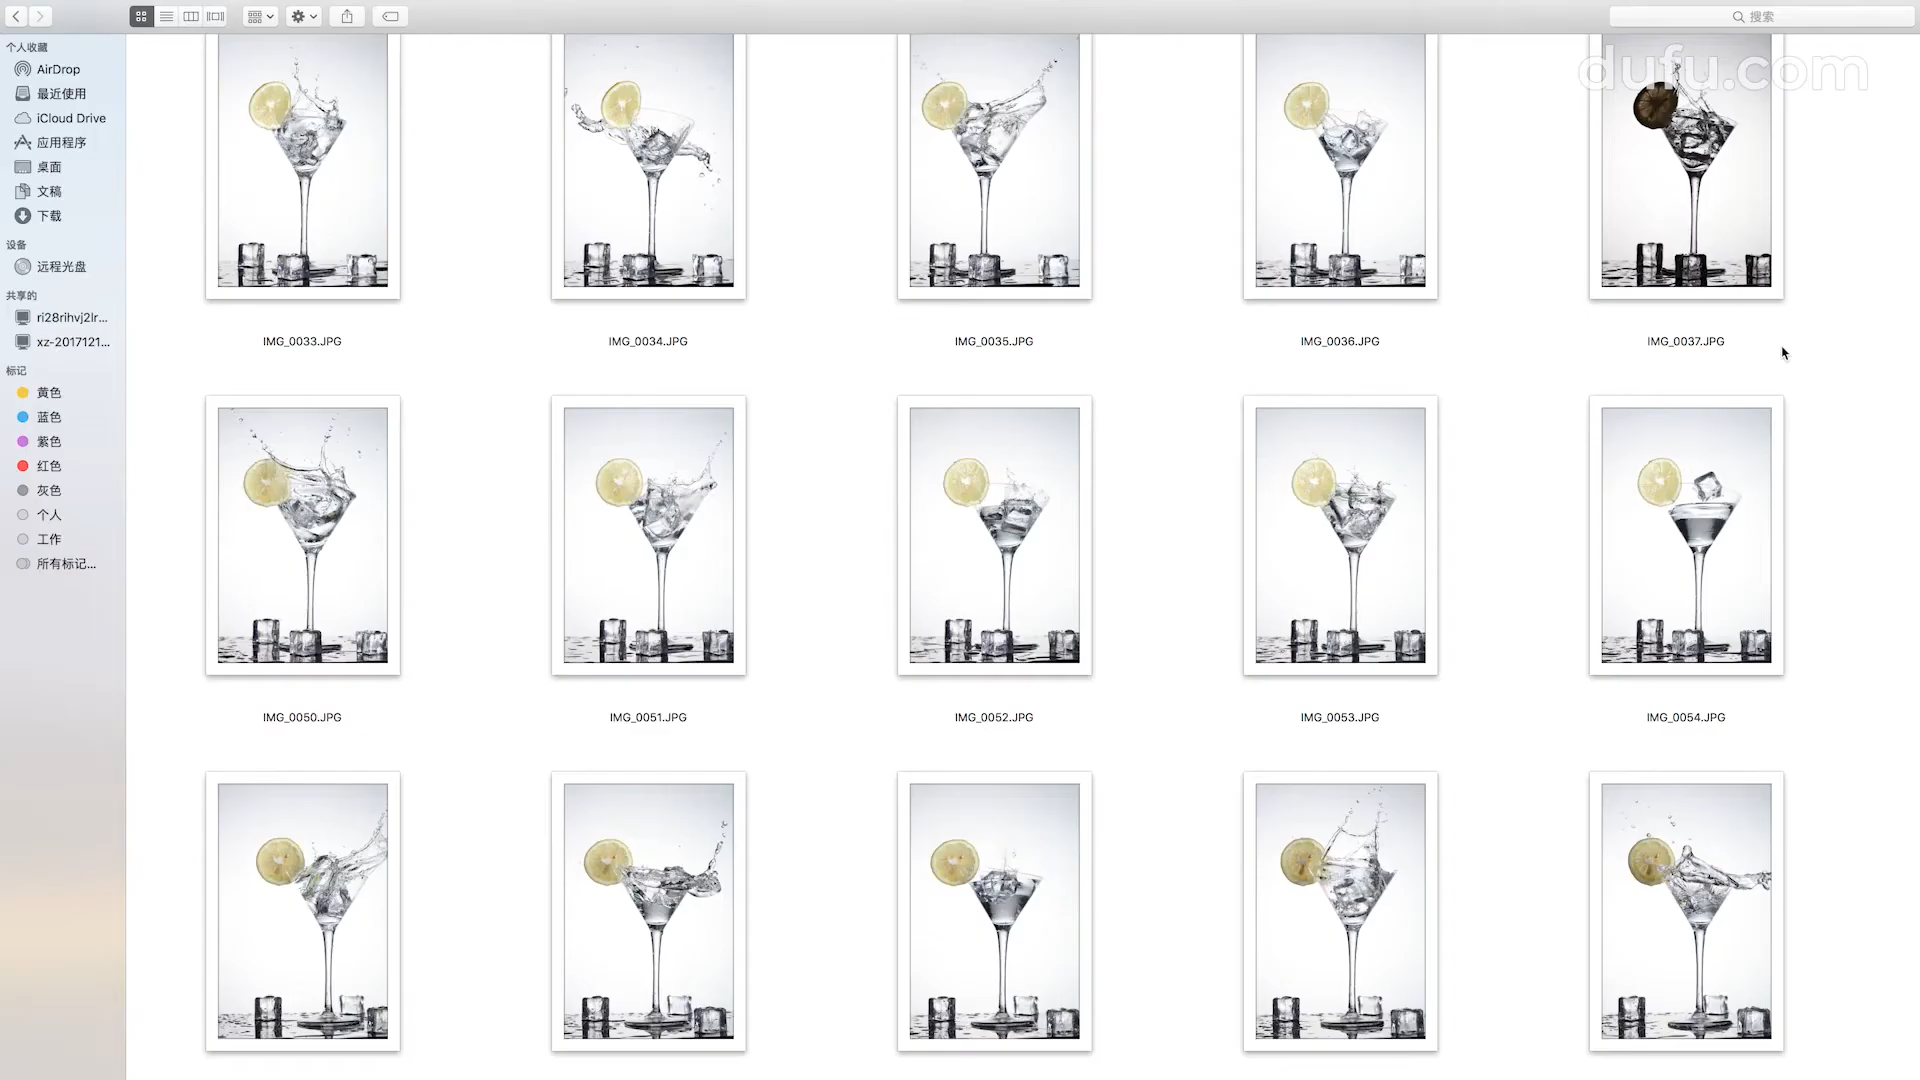 搜索
dufu.com
个人收藏
AirDrop
最近使用
iCloud Drive
应用程序
桌面
文稿
下载
设备
远程光盘
共享的
ri28rihvj2lr...
xz-2017121...
标记
黄色
蓝色
紫色
红色
灰色
个人
工作
所有标记...
IMG_0033.JPG
IMG_0034.JPG
IMG_0035.JPG
IMG_0036.JPG
IMG_0037.JPG
IMG_0050.JPG
IMG_0051.JPG
IMG_0052.JPG
IMG_0053.JPG
IMG_0054.JPG